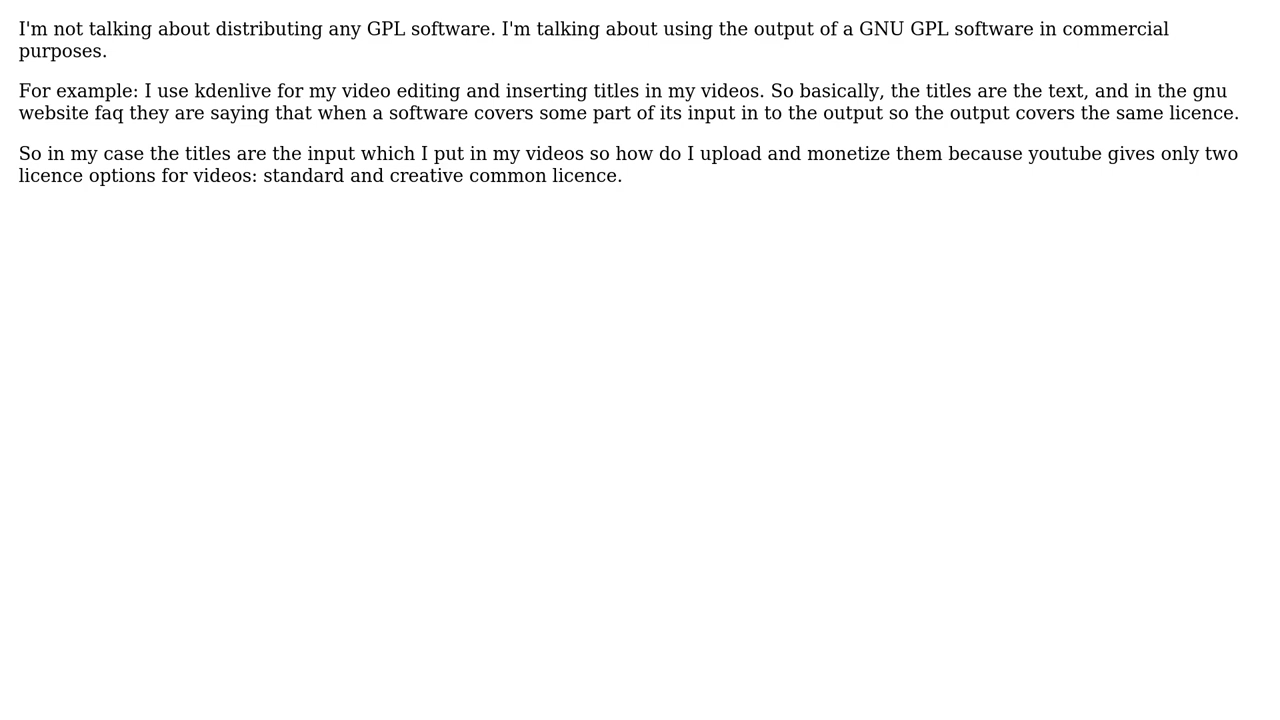 I'm not talking about distributing any GPL software. I'm talking about using the output of a GNU GPL software in commercial
purposes.
For example: I use kdenlive for my video editing and inserting titles in my videos. So basically, the titles are the text, and in the gnu
website faq they are saying that when a software covers some part of its input in to the output so the output covers the same licence.
So in my case the titles are the input which I put in my videos so how do I upload and monetize them because youtube gives only two
licence options for videos: standard and creative common licence.